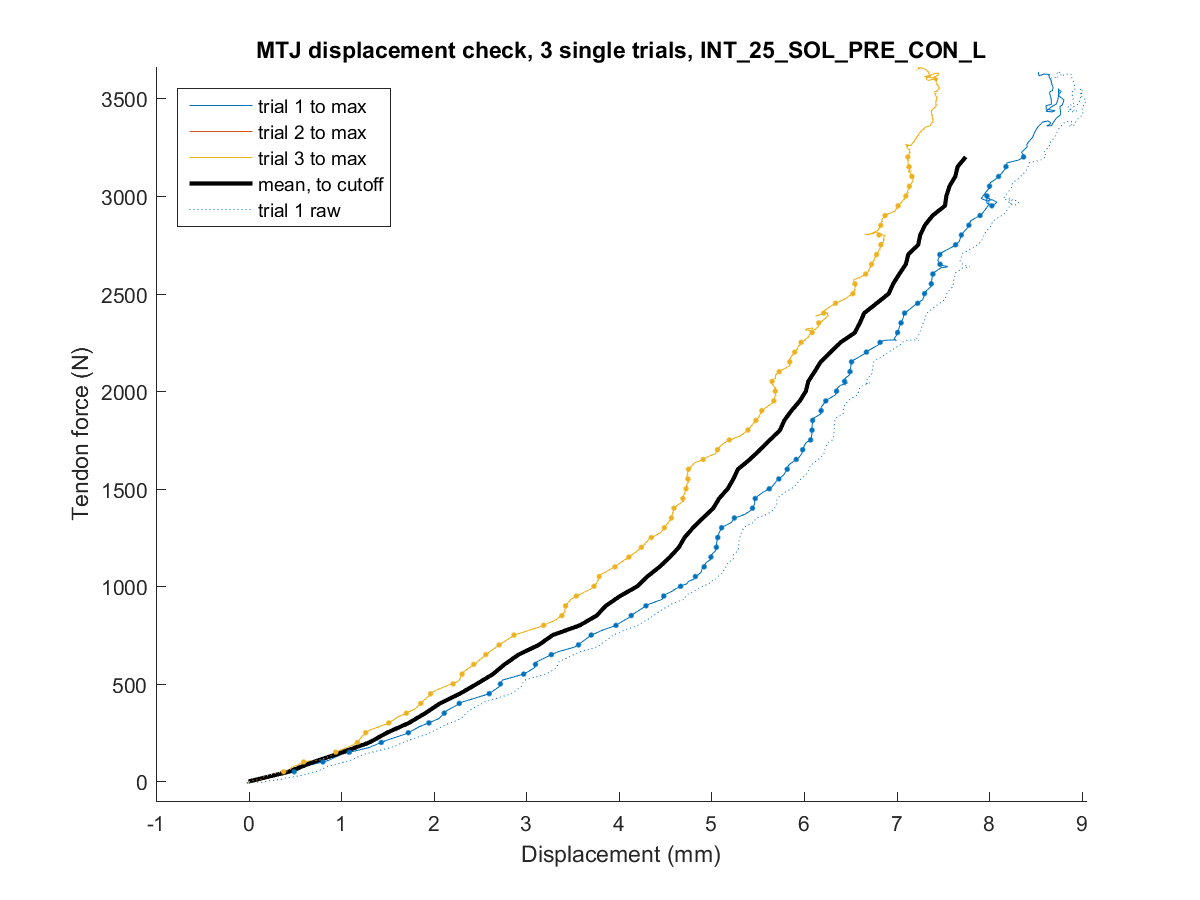 MTJ displacement check, 3 single trials, INT_25_SOL_PRE_CON_L
trial 1 to max
trial 2 to max
trial 3 to max
mean, to cutoff
trial 1 raw
Tendon force (N)
3500
3000
2500
2000
1500
1000
500
0
-1 0 1 2 3 4 5 6 7 8 9
Displacement (mm)